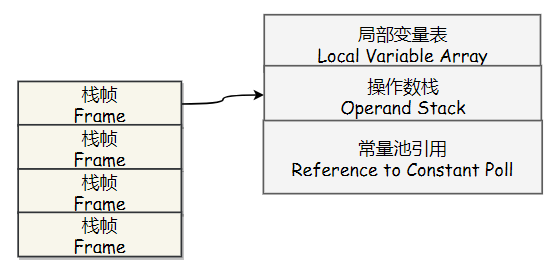 局部变量表
Local Variable Array
操作数栈
Operand Stack
常量池引用
Reference to Constant Poll
栈帧
Frame
栈帧
Frame
栈帧
Frame
栈帧
Frame